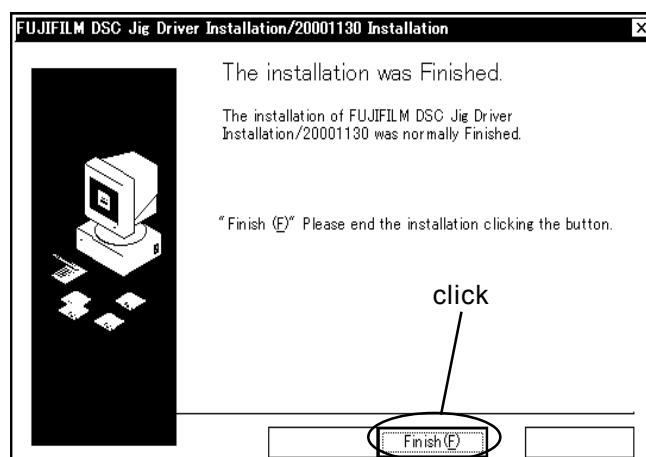 FUJIFILM DSC Jig Driver Installation/20001130 Installation
The installation was Finished.
The installation of FUJIFILM DSC Jig Driver
Installation/20001130 was normally Finished.
"Finish (F)" Please end the installation clicking the button.
click
Finish(F)